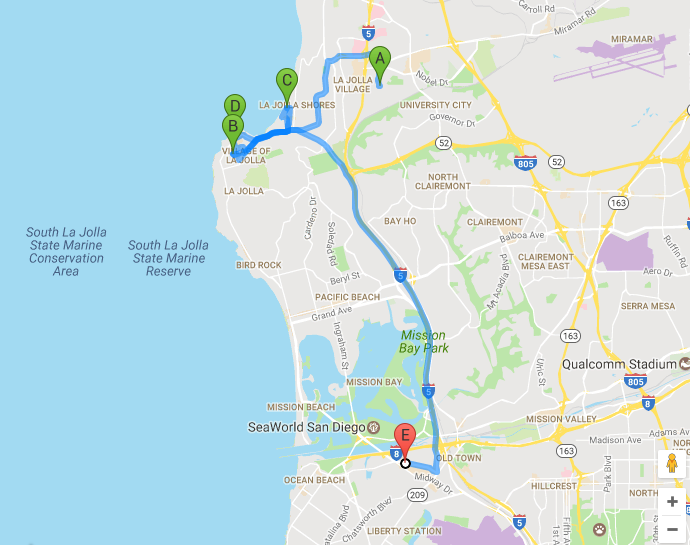 Carroll Rd
5
Miramar Rd
MIRAMAR
A
LA JOLLA
VILLAGE
Nobel Dr
C
LA JOLLA SHORES
UNIVERSITY CITY
D
Governor Dr
B
52
VILLAGE OF
LA JOLLA
805
52
NORTH
CLAIREMONT
LA JOLLA
163
Cardeno Dr
Soledad Rd
BAY HO
CLAIREMONT
South La Jolla
State Marine
Conservation
Area
South La Jolla
State Marine
Reserve
Balboa Ave
Ruffin Rd
BIRD ROCK
CLAIREMONT
MESA EAST
Aero Dr
Beryl St
5
Mt Acadia Blvd
PACIFIC BEACH
SERRA MESA
Grand Ave
Ingraham St
Mission
Bay Park
163
Ulric St
Qualcomm Stadium
805
MISSION BAY
5
8
MISSION BEACH
MISSION VALLEY
SeaWorld San Diego
E
Adams Av
Madison Ave
8
OLD TOWN
163
NOR
HE
Park Blvd
OCEAN BEACH
Midway Dr
HILLCREST
209
Catalina Blvd
Chatsworth Blvd
5
Fifth A
Sixth A
LIBERTY STATION
+
−